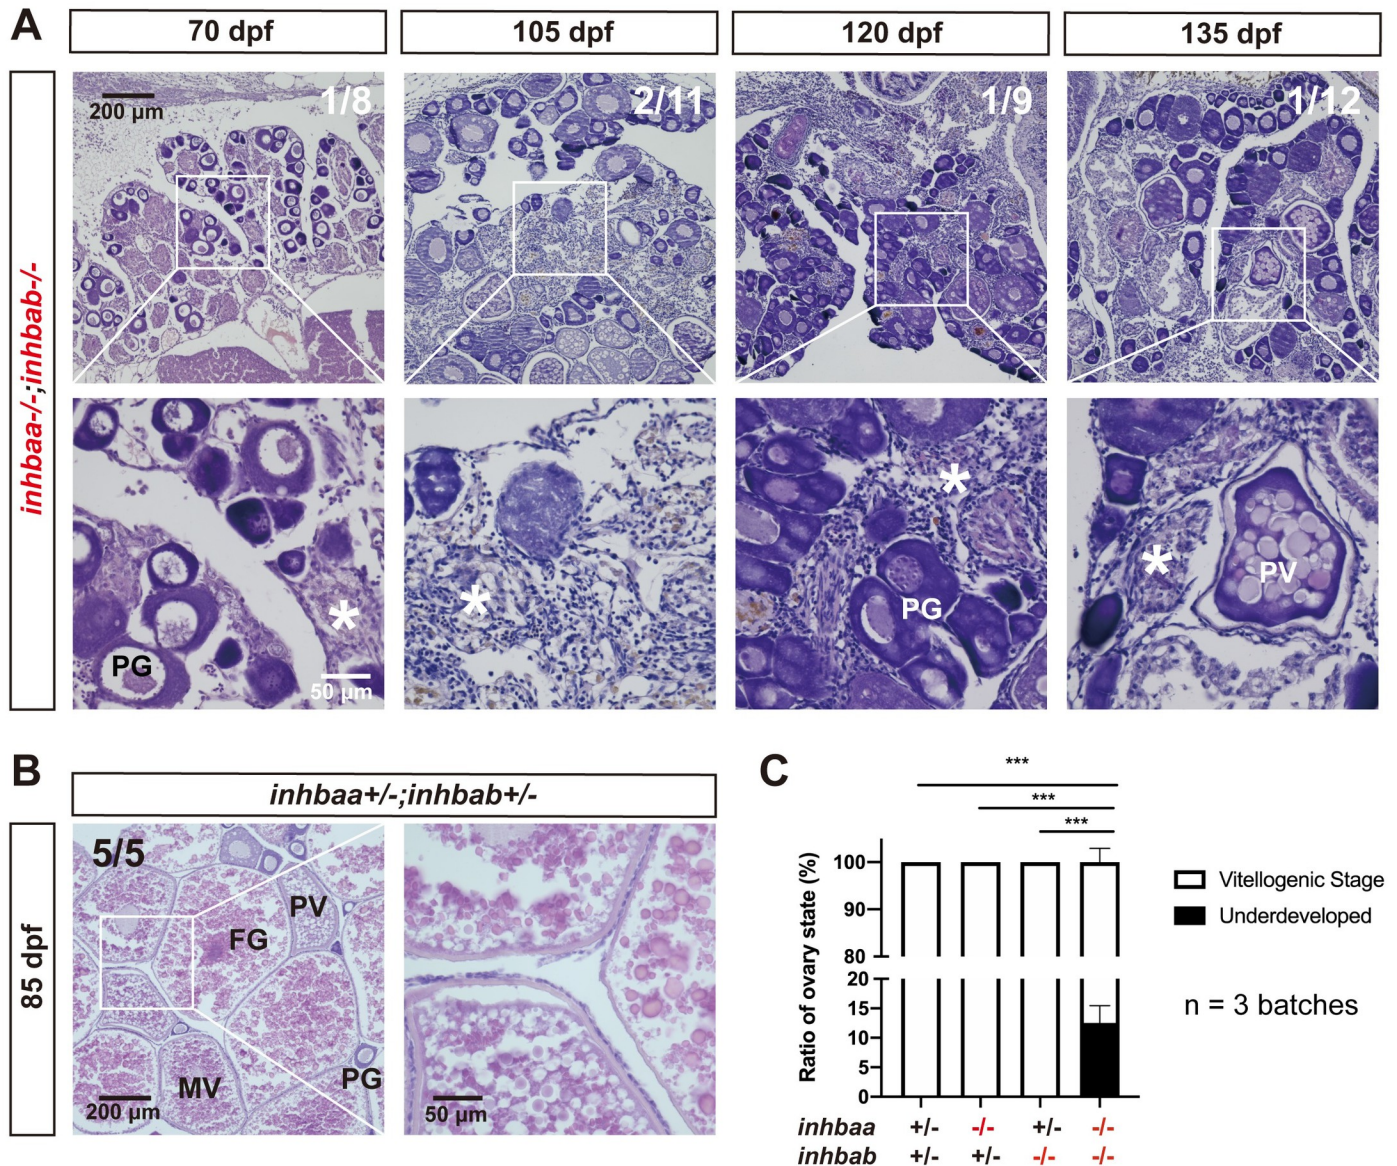 A
70 dpf
105 dpf
120 dpf
135 dpf
inhbaa-/-;inhbab-/-
200 µm
1/8
2/11
1/9
1/12
PG
50 µm
*
*
PG
*
*
PV
B
inhbaa+/-;inhbab+/-
85 dpf
5/5
PV
FG
MV
PG
200 µm
50 µm
C
***
***
***
Ratio of ovary state (%)
100
90
80
20
15
10
5
0
Vitellogenic Stage
Underdeveloped
n = 3 batches
inhbaa +/- -/- +/- -/-
inhbab +/- +/- -/- -/-